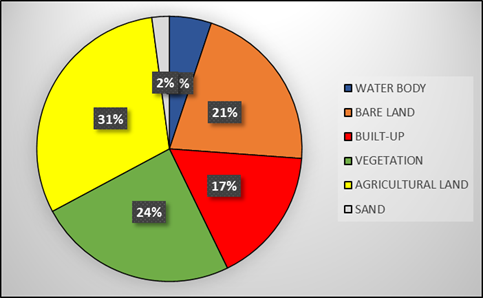 2%
%
21%
31%
17%
24%
WATER BODY
BARE LAND
BUILT-UP
VEGETATION
AGRICULTURAL LAND
SAND